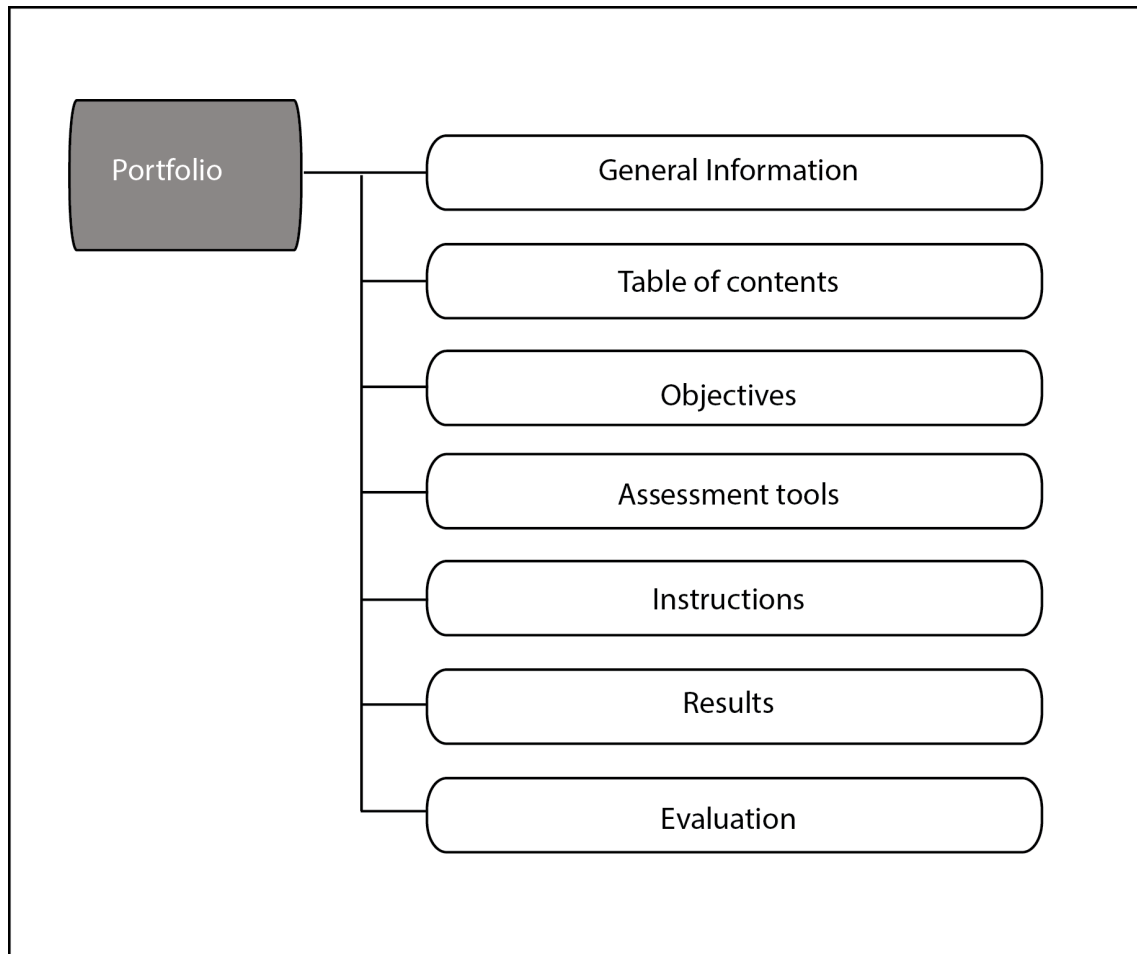 Portfolio
General Information
Table of contents
Objectives
Assessment tools
Instructions
Results
Evaluation